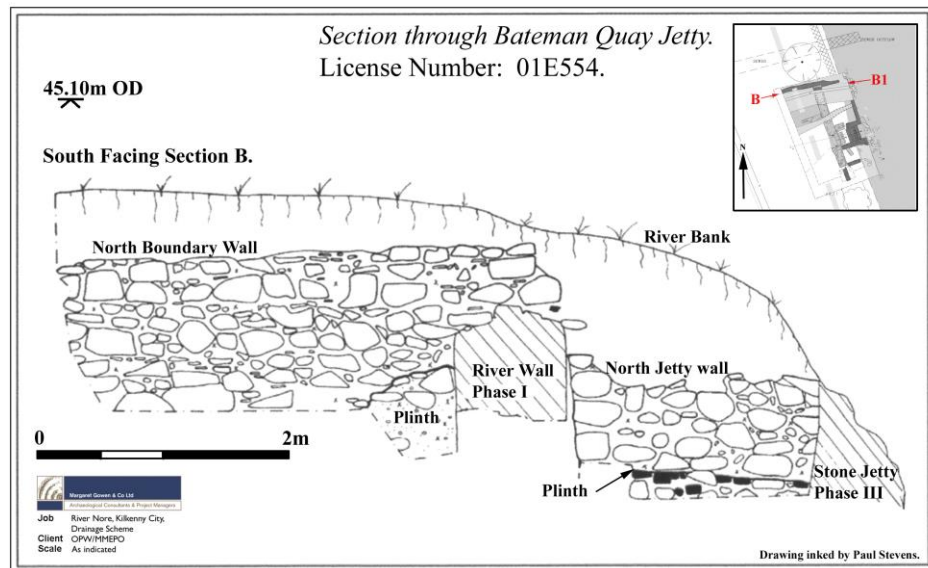 Section through Bateman Quay Jetty.
License Number: 01E554.
45.10m OD
B
B1
N
South Facing Section B.
River Bank
North Boundary Wall
River Wall
Phase I
North Jetty wall
Plinth
Plinth
Stone Jetty
Phase III
0
2m
Margaret Gowen & Co Ltd
Archaeological Consultants & Project Managers
Job River Nore, Kilkenny City,
Drainage Scheme
Client OPW/MMEPO
Scale As indicated
Drawing inked by Paul Stevens.